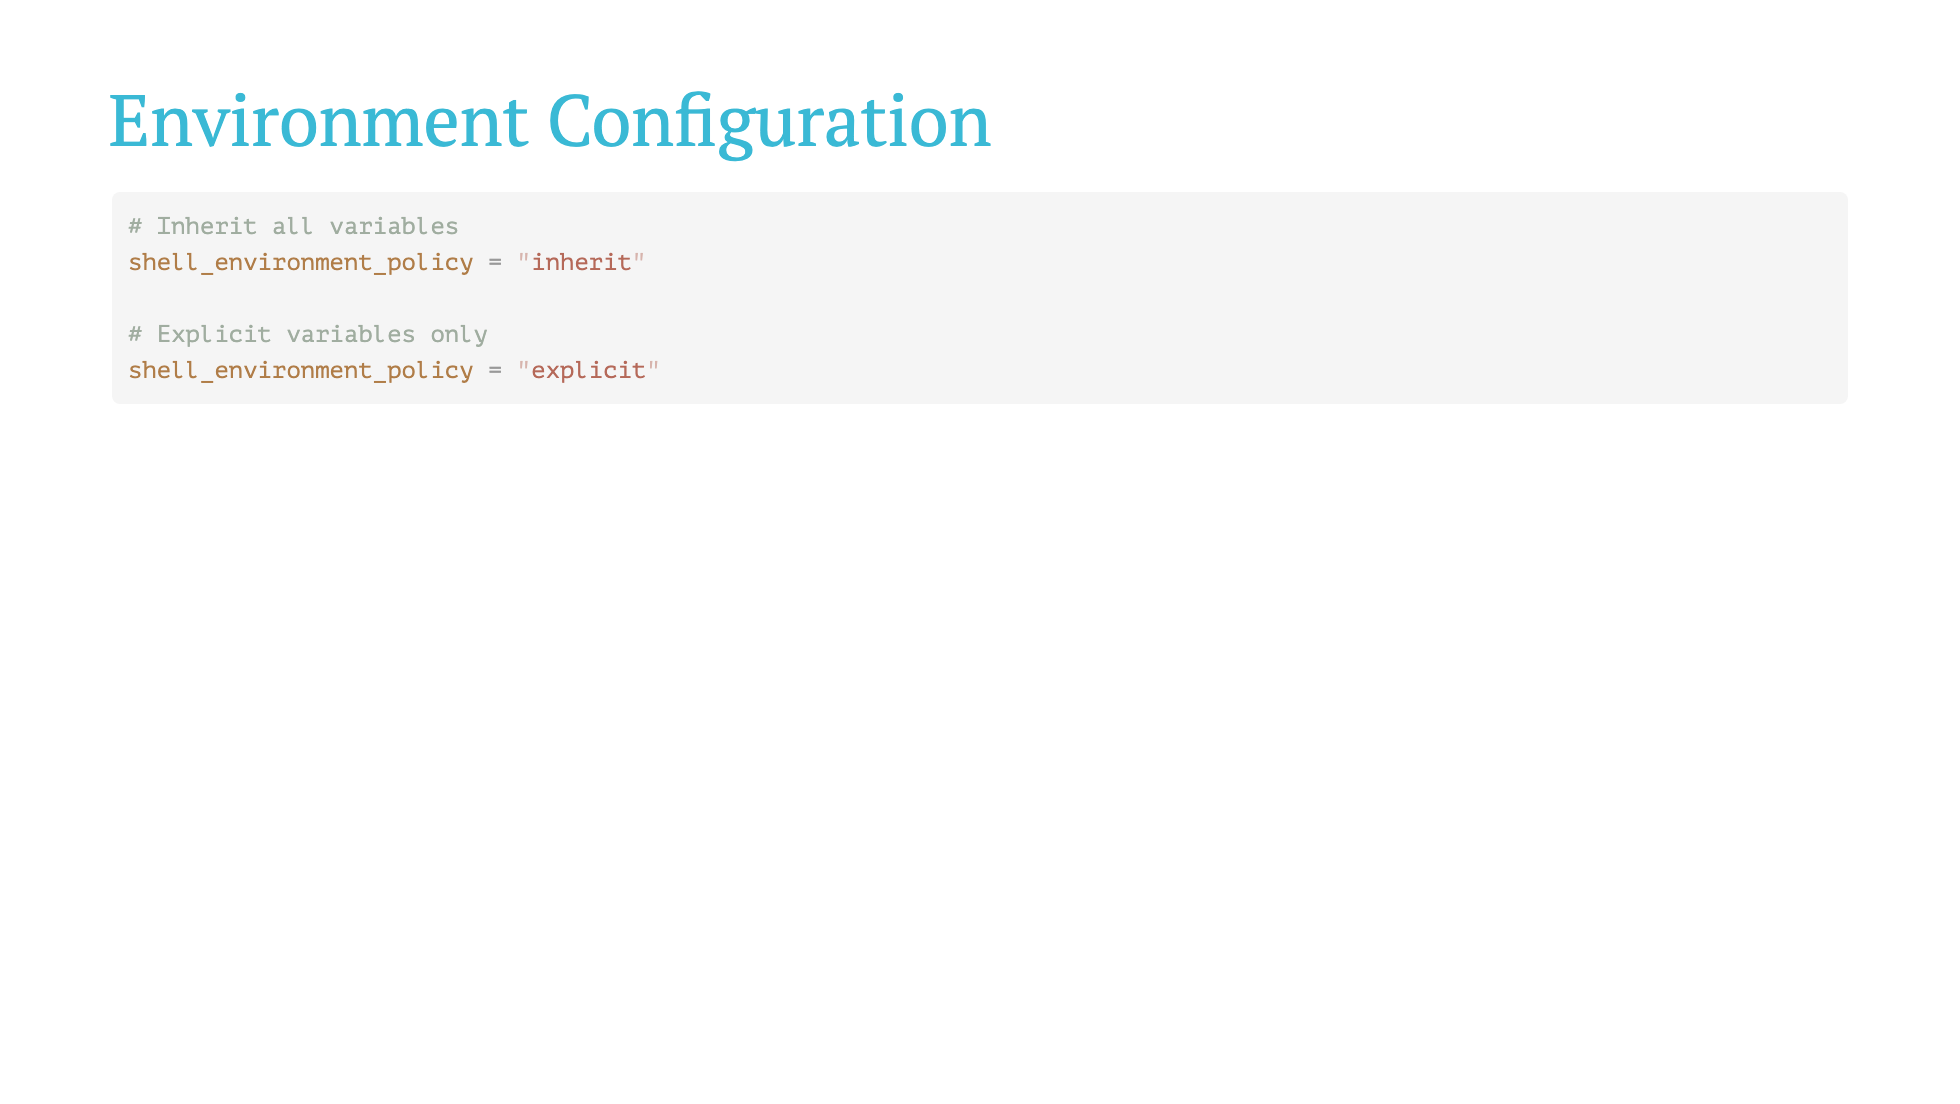 Environment Configuration
# Inherit all variables
shell_environment_policy = "inherit"
# Explicit variables only
shell_environment_policy = "explicit"